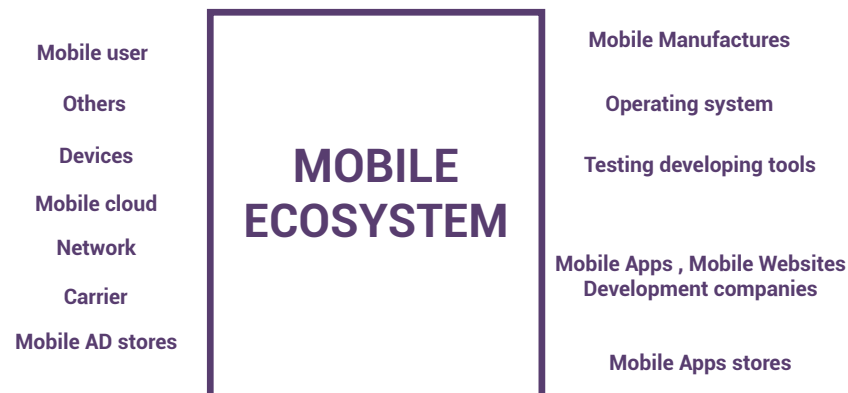 Mobile user
Others
Devices
Mobile cloud
Network
Carrier
Mobile AD stores
MOBILE
ECOSYSTEM
Mobile Manufactures
Operating system
Testing developing tools
Mobile Apps , Mobile Websites
Development companies
Mobile Apps stores